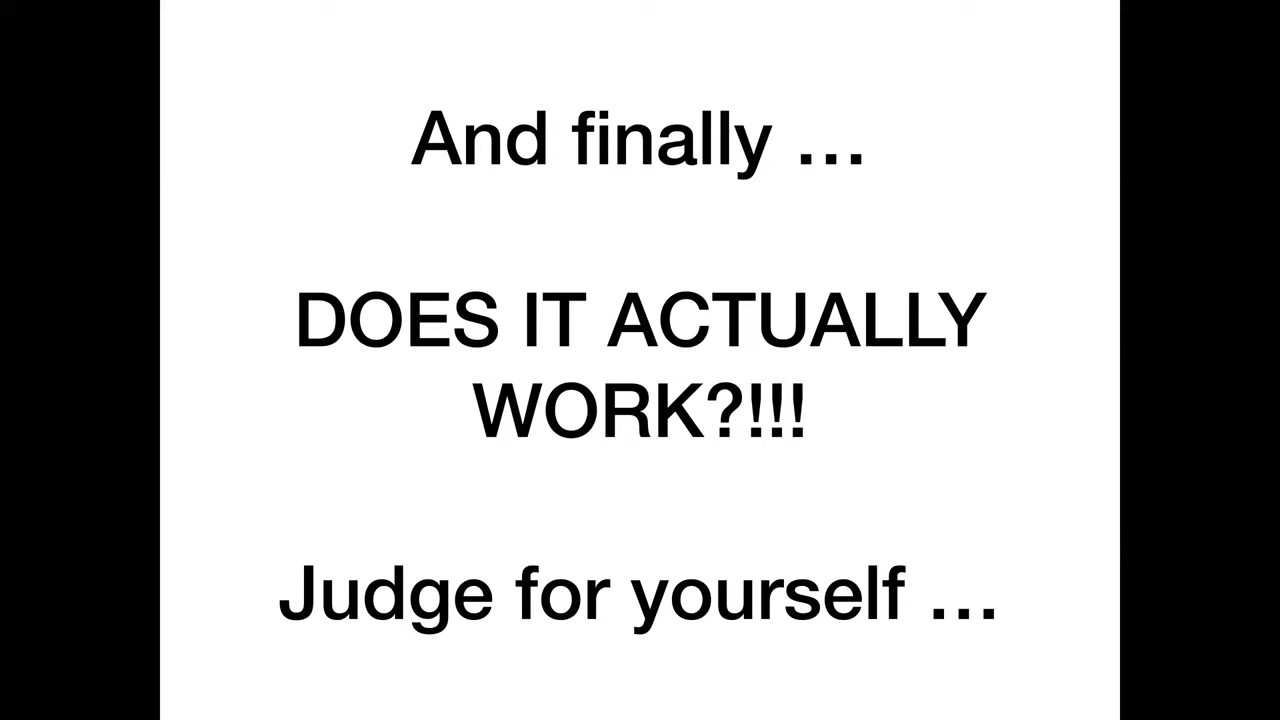 And finally …
DOES IT ACTUALLY
WORK?!!!
Judge for yourself …